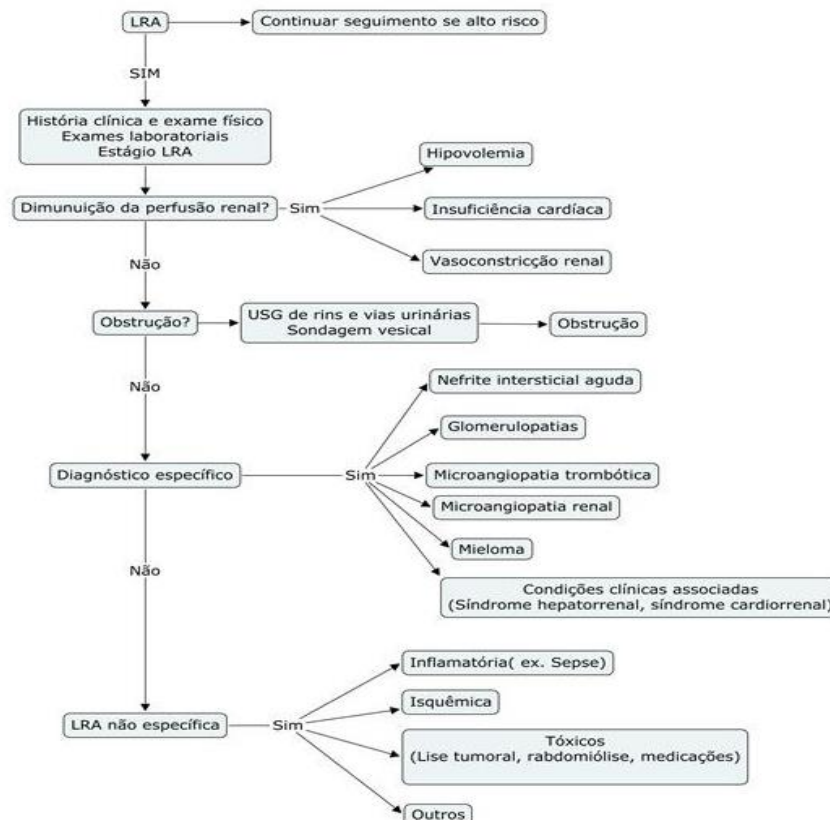 LRA
Continuar seguimento se alto risco
SIM
História clínica e exame físico
Exames laboratoriais
Estágio LRA
Hipovolemia
Dimunuição da perfusão renal?
Sim
Insuficiência cardíaca
Vasoconstricção renal
Não
Obstrução?
USG de rins e vias urinárias
Sondagem vesical
Obstrução
Não
Nefrite intersticial aguda
Glomerulopatias
Diagnóstico específico
Sim
Microangiopatia trombótica
Microangiopatia renal
Mieloma
Condições clínicas associadas
(Síndrome hepatorrenal, síndrome cardiorrenal)
Não
Inflamatória( ex. Sepse)
Isquêmica
LRA não específica
Sim
Tóxicos
(Lise tumoral, rabdomiólise, medicações)
Outros